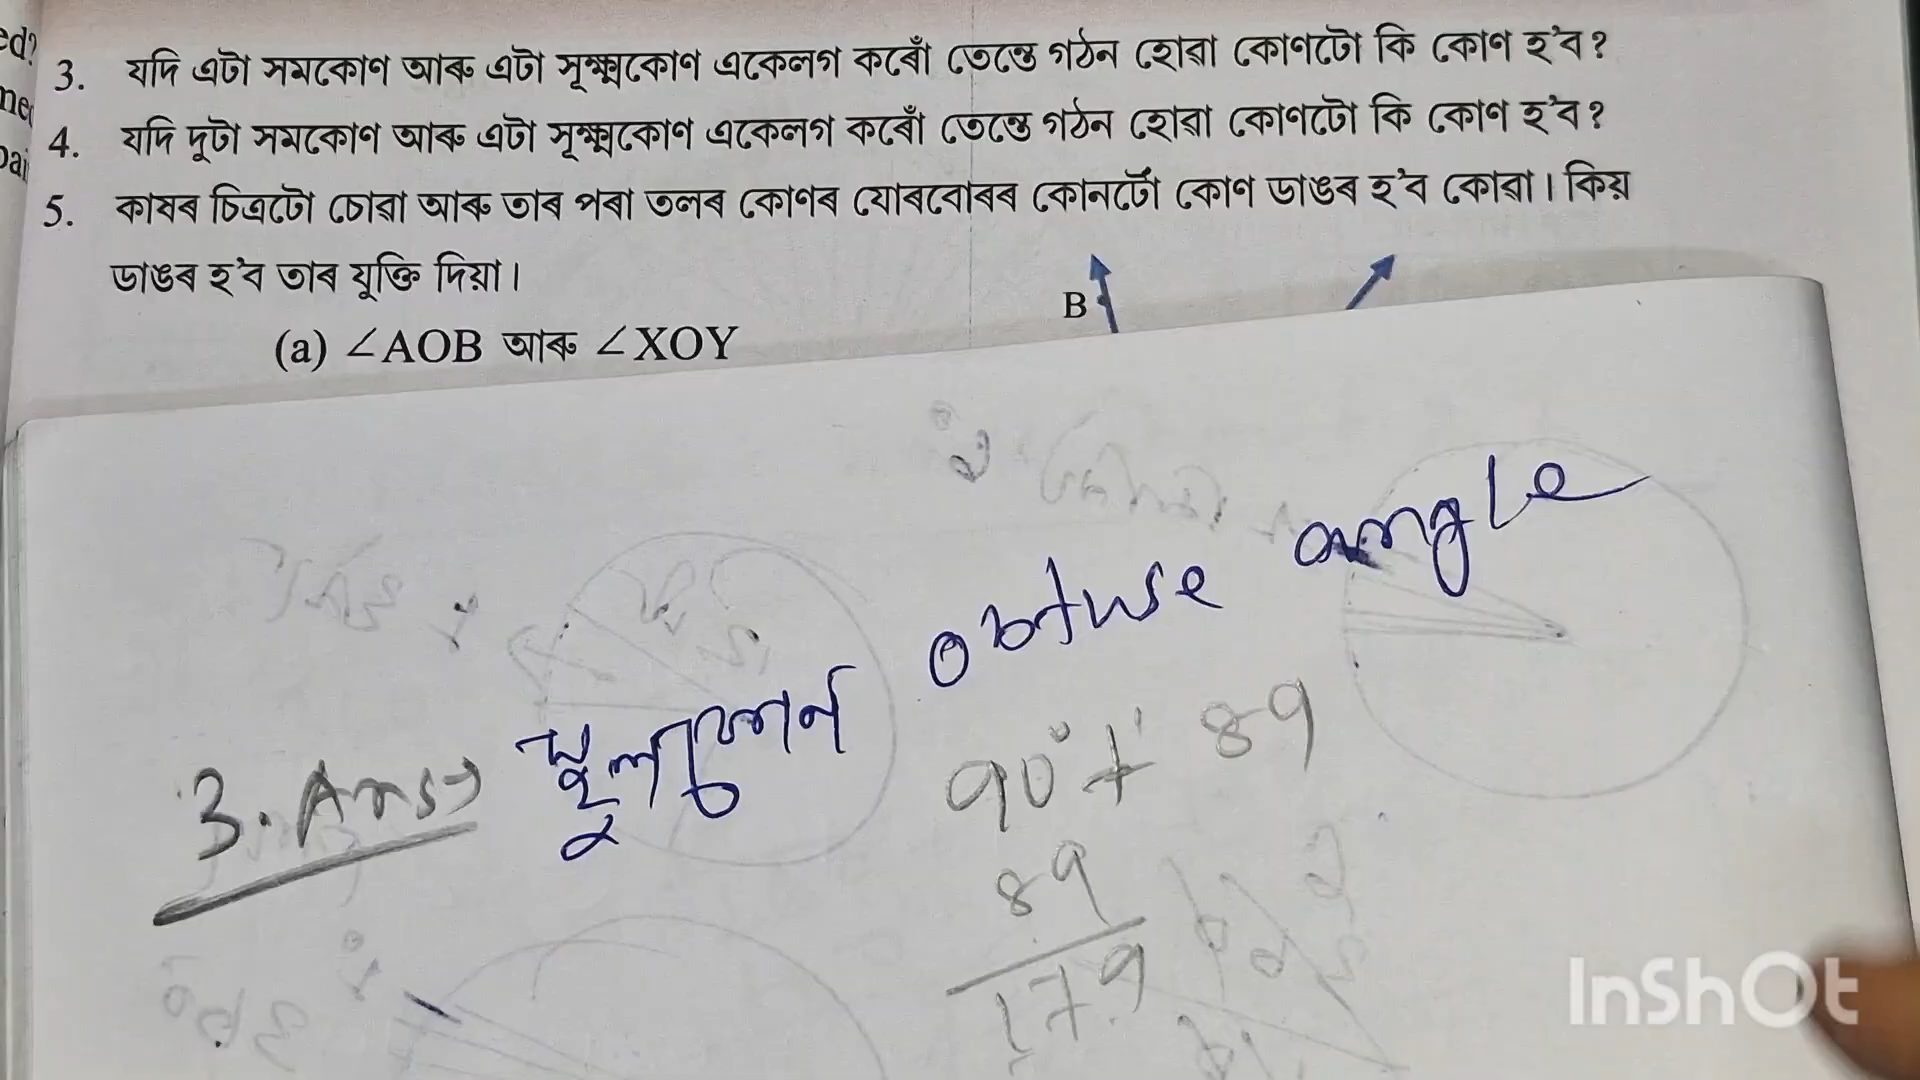 ed?
3. যদি এটা সমকোণ আৰু এটা সূক্ষ্মকোণ একেলগ কৰোঁ তেন্তে গঠন হোৱা কোণটো কি কোণ হ'ব?
4. যদি দুটা সমকোণ আৰু এটা সূক্ষ্মকোণ একেলগ কৰোঁ তেন্তে গঠন হোৱা কোণটো কি কোণ হ'ব?
5. কাষৰ চিত্ৰটো চোৱা আৰু তাৰ পৰা তলৰ কোণৰ যোৰবোৰৰ কোনটোঁ কোণ ডাঙৰ হ'ব কোৱা। কিয়
ডাঙৰ হ'ব তাৰ যুক্তি দিয়া।
B
(a) ∠AOB আৰু ∠XOY
3. Ans→ স্থূলকোণ obtuse angle
90° + 89
89
179
InShOt